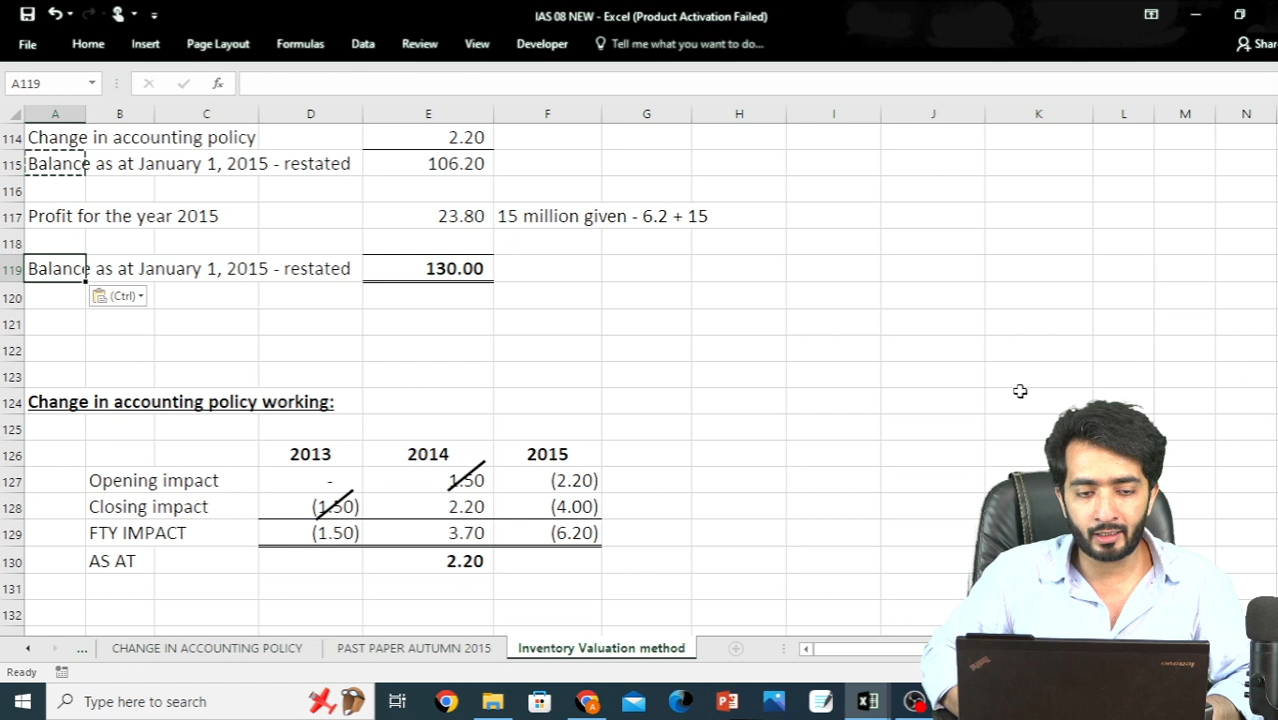 IAS 08 NEW - Excel (Product Activation Failed)
File Home Insert Page Layout Formulas Data Review View Developer Tell me what you want to do... Shar
A119 fx
A B C D E F G H I J K L M N
114 Change in accounting policy 2.20
115 Balance as at January 1, 2015 - restated 106.20
116
117 Profit for the year 2015 23.80 15 million given - 6.2 + 15
118
119 Balance as at January 1, 2015 - restated 130.00
120 (Ctrl)
121
122
123
124 Change in accounting policy working:
125
126 2013 2014 2015
127 Opening impact - 1.50 (2.20)
128 Closing impact (1.50) 2.20 (4.00)
129 FTY IMPACT (1.50) 3.70 (6.20)
130 AS AT 2.20
131
132
... CHANGE IN ACCOUNTING POLICY PAST PAPER AUTUMN 2015 Inventory Valuation method
Ready
Type here to search